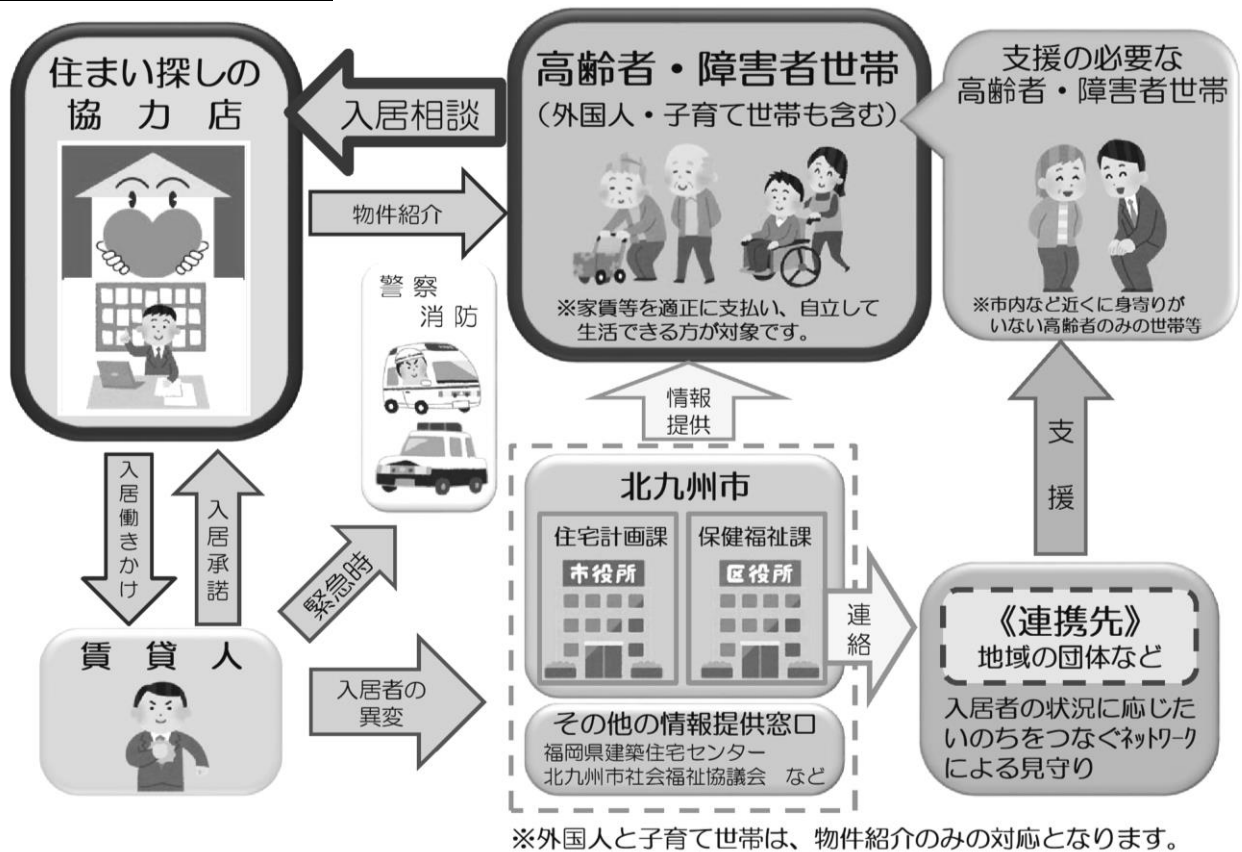 住まい探しの
協力店
入居相談
物件紹介
高齢者・障害者世帯
(外国人・子育て世帯も含む)
※家賃等を適正に支払い、自立して
生活できる方が対象です。
支援の必要な
高齢者・障害者世帯
※市内など近くに身寄りが
いない高齢者のみの世帯等
警察
消防
入居働きかけ
入居承諾
緊急時
賃貸人
入居者の
異変
情報
提供
北九州市
住宅計画課
市役所
保健福祉課
区役所
その他の情報提供窓口
福岡県建築住宅センター
北九州市社会福祉協議会 など
連絡
支援
《連携先》
地域の団体など
入居者の状況に応じた
いのちをつなぐネットワーク
による見守り
※外国人と子育て世帯は、物件紹介のみの対応となります。